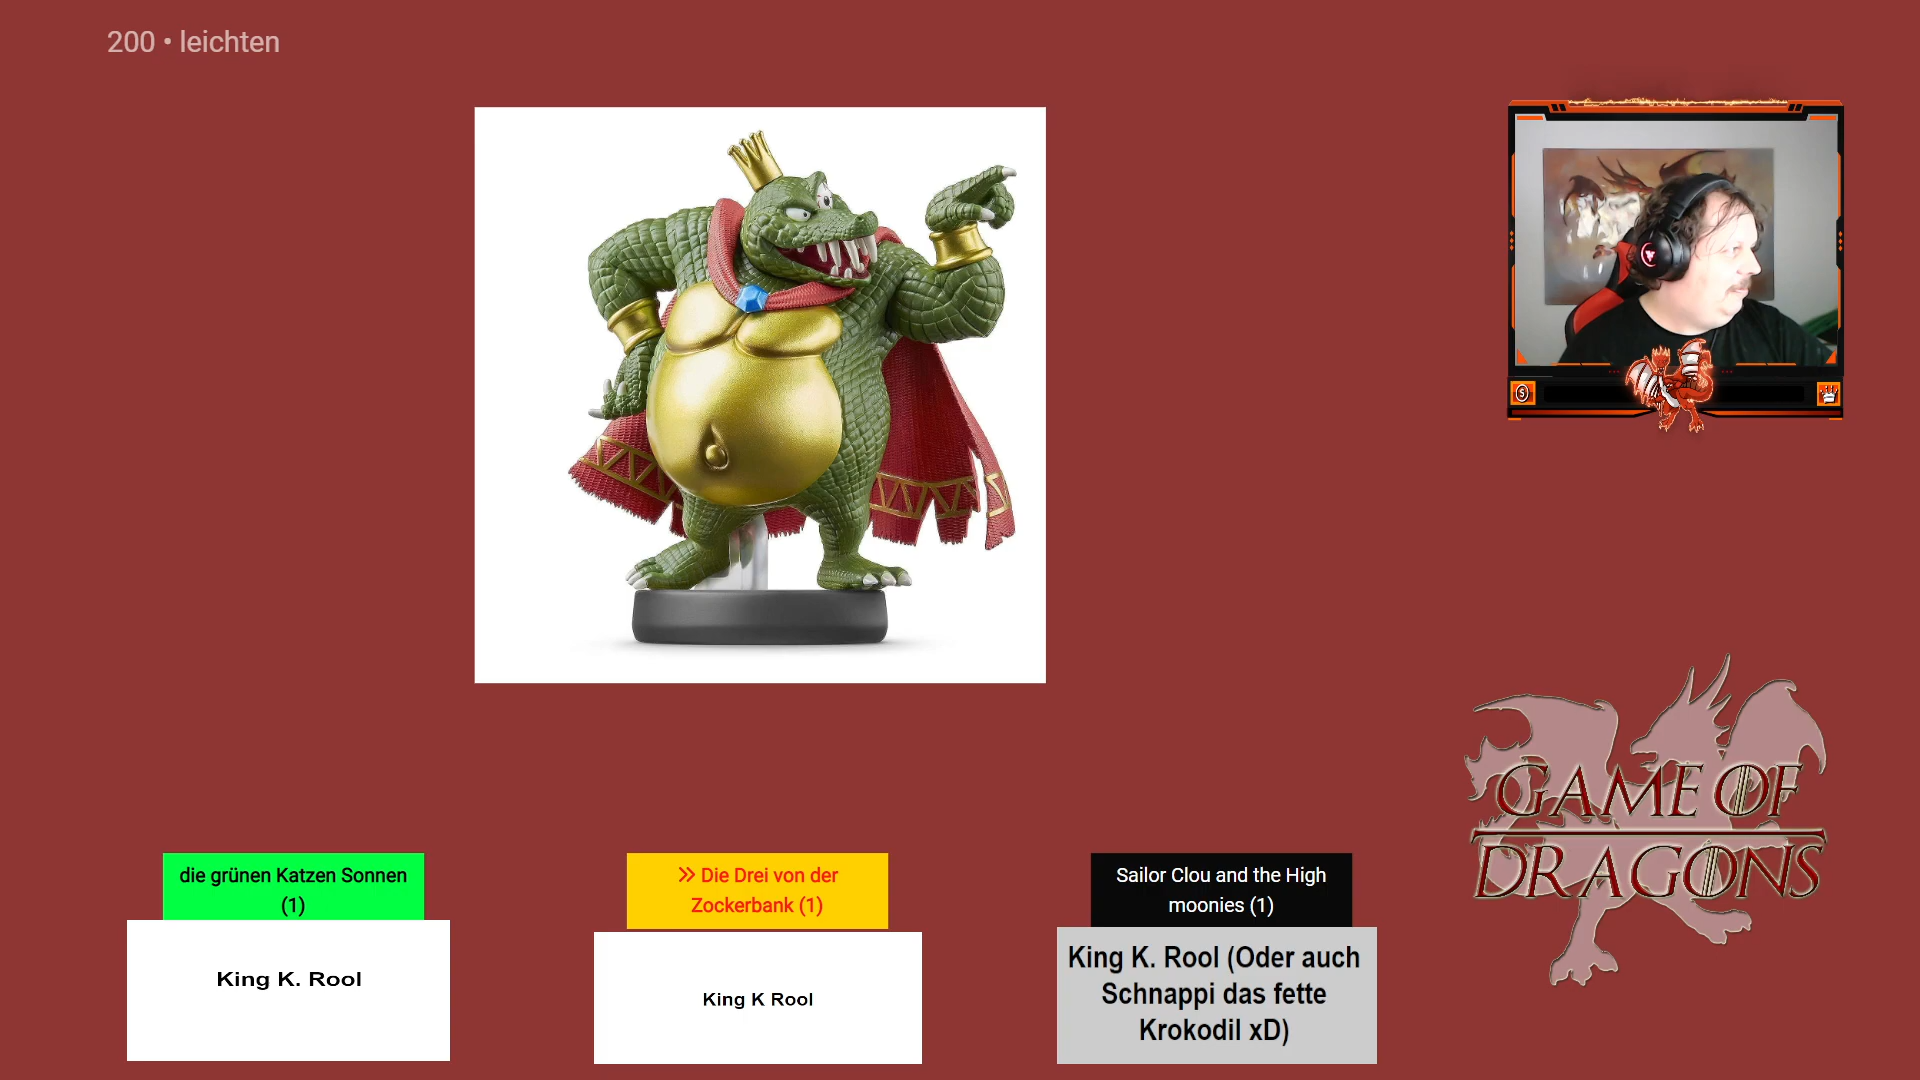 200 • leichten
die grünen Katzen Sonnen
(1)
King K. Rool
Die Drei von der
Zockerbank (1)
King K Rool
Sailor Clou and the High
moonies (1)
King K. Rool (Oder auch
Schnappi das fette
Krokodil xD)
GAME OF
DRAGONS